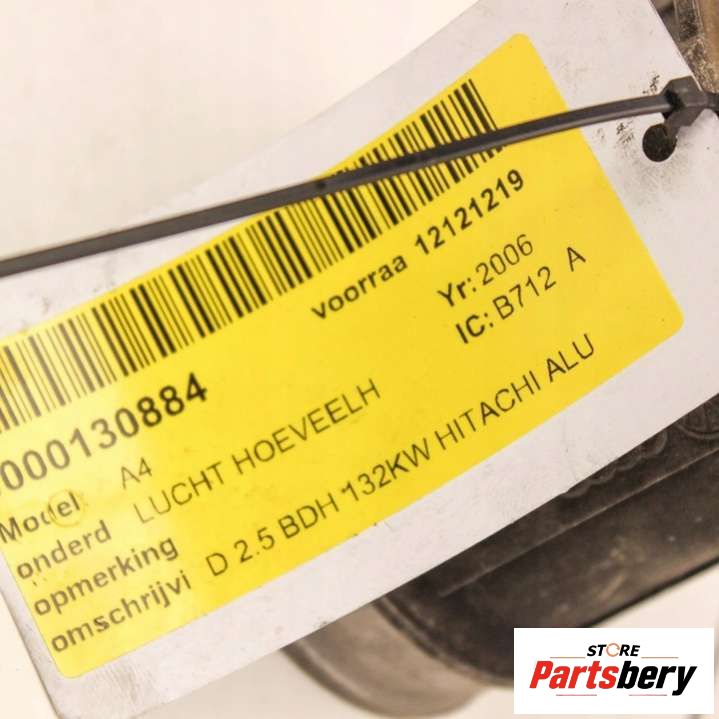 voorraa 12121219
000130884
Yr: 2006
IC: B712 A
Model A4
onderd LUCHT HOEVEELH
opmerking
omschrijvi D 2.5 BDH 132KW HITACHI ALU
STORE
Partsbery